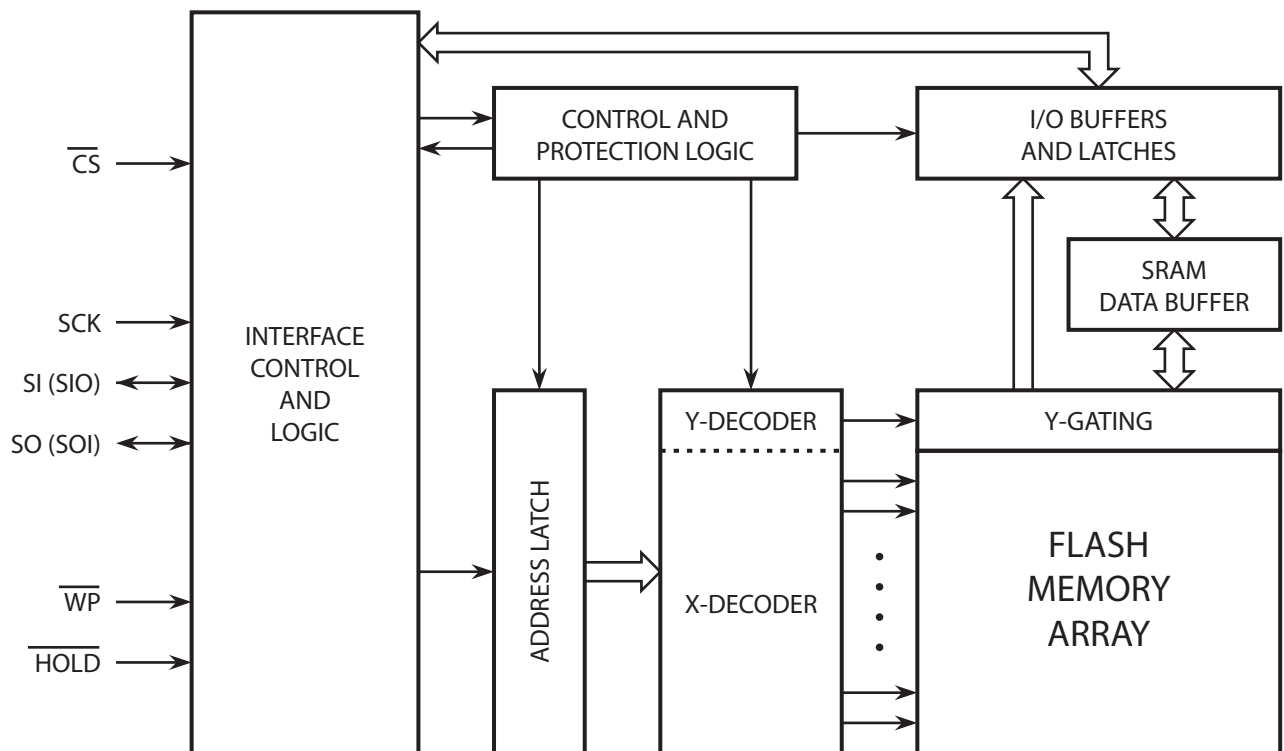 CONTROL AND
PROTECTION LOGIC
I/O BUFFERS
AND LATCHES
CS
SRAM
DATA BUFFER
SCK
INTERFACE
CONTROL
AND
LOGIC
SI (SIO)
SO (SOI)
Y-DECODER
Y-GATING
ADDRESS LATCH
X-DECODER
FLASH
MEMORY
ARRAY
WP
HOLD